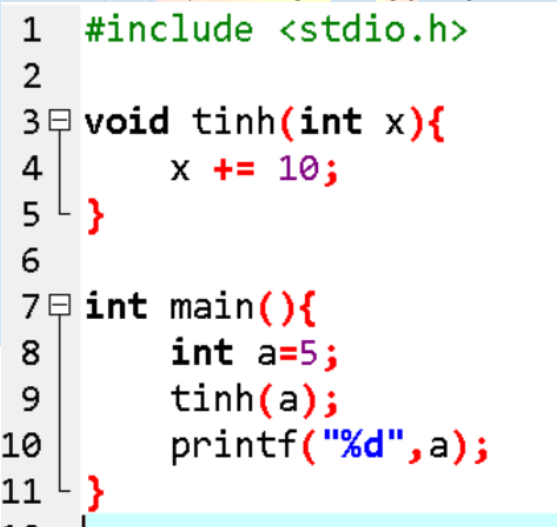 1 #include <stdio.h>
2
3 void tinh(int x){
4 x += 10;
5 }
6
7 int main(){
8 int a=5;
9 tinh(a);
10 printf("%d",a);
11 }